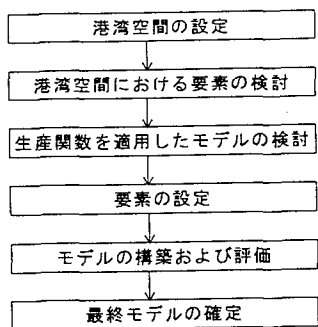 港湾空間の設定
港湾空間における要素の検討
生産関数を適用したモデルの検討
要素の設定
モデルの構築および評価
最終モデルの確定